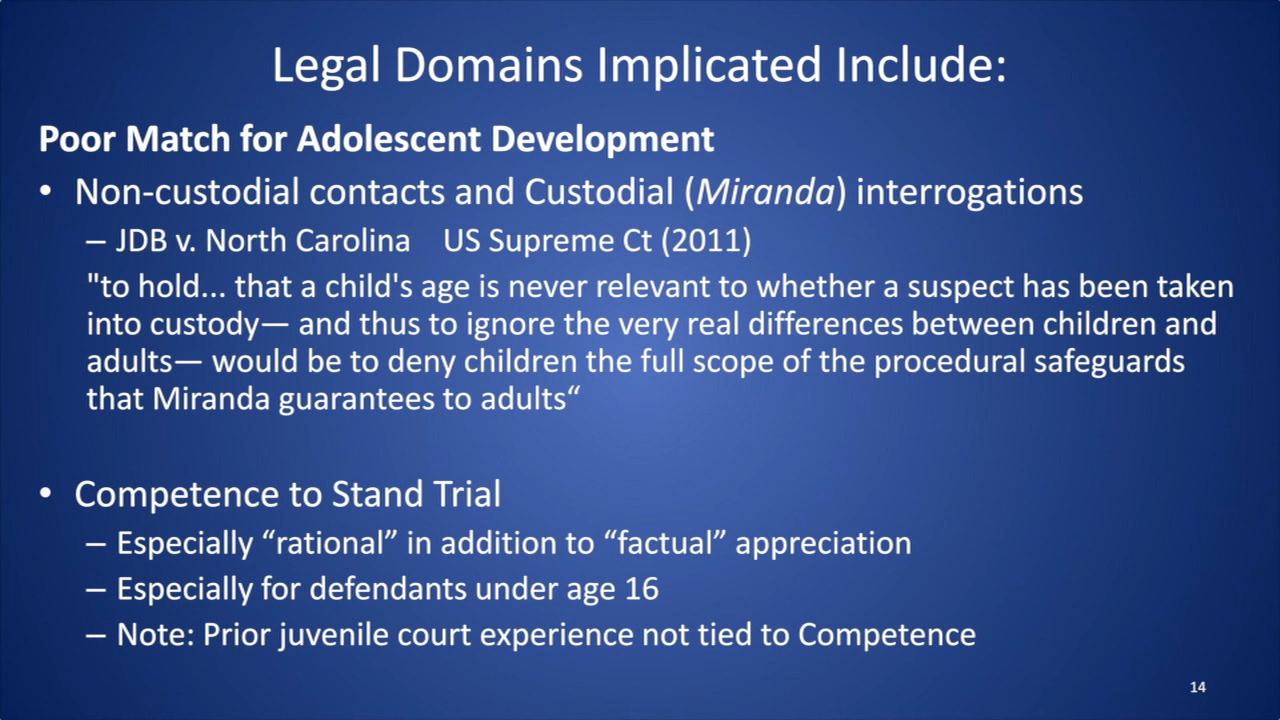 Legal Domains Implicated Include:
Poor Match for Adolescent Development
• Non-custodial contacts and Custodial (Miranda) interrogations
– JDB v. North Carolina    US Supreme Ct (2011)
"to hold... that a child's age is never relevant to whether a suspect has been taken
into custody— and thus to ignore the very real differences between children and
adults— would be to deny children the full scope of the procedural safeguards
that Miranda guarantees to adults“
• Competence to Stand Trial
– Especially “rational” in addition to “factual” appreciation
– Especially for defendants under age 16
– Note: Prior juvenile court experience not tied to Competence
14